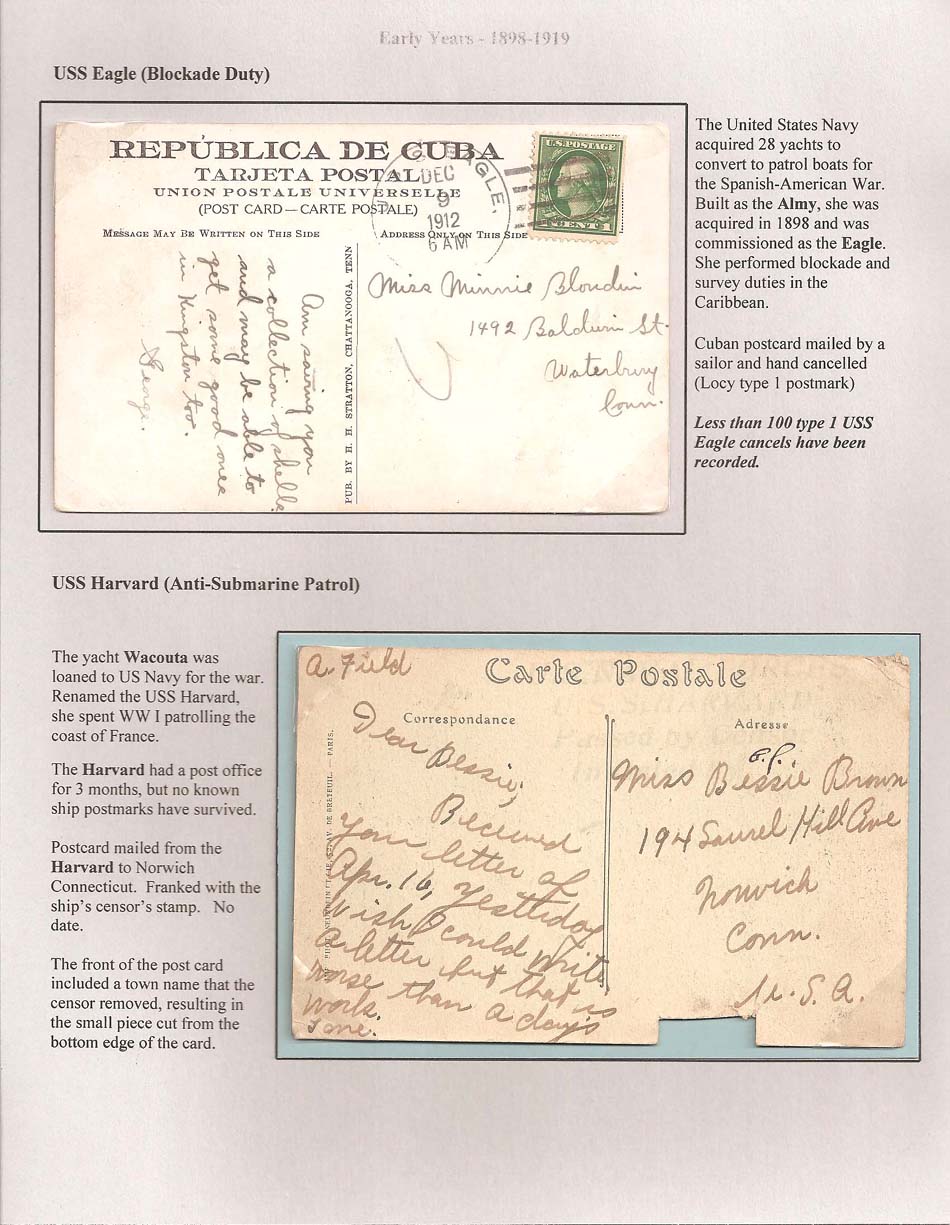 Early Years - 1898-1919
USS Eagle (Blockade Duty)
REPÚBLICA DE CUBA
TARJETA POSTAL
UNION POSTALE UNIVERSELLE
(POST CARD—CARTE POSTALE)
MESSAGE MAY BE WRITTEN ON THIS SIDE
ADDRESS ONLY ON THIS SIDE
EAGLE.
DEC
9
1912
6 AM
U.S. POSTAGE
Am saving you
a collection of shells
and may be able to
get some good ones
in Kingston too.
George.
PUB. BY H. H. STRATTON, CHATTANOOGA, TENN
Miss Minnie Blondin
1492 Baldwin St.
Waterbury
Conn.
The United States Navy
acquired 28 yachts to
convert to patrol boats for
the Spanish-American War.
Built as the Almy, she was
acquired in 1898 and was
commissioned as the Eagle.
She performed blockade and
survey duties in the
Caribbean.
Cuban postcard mailed by a
sailor and hand cancelled
(Locy type 1 postmark)
Less than 100 type 1 USS
Eagle cancels have been
recorded.
USS Harvard (Anti-Submarine Patrol)
The yacht Wacouta was
loaned to US Navy for the war.
Renamed the USS Harvard,
she spent WW I patrolling the
coast of France.
The Harvard had a post office
for 3 months, but no known
ship postmarks have survived.
Postcard mailed from the
Harvard to Norwich
Connecticut. Franked with the
ship's censor's stamp. No
date.
The front of the post card
included a town name that the
censor removed, resulting in
the small piece cut from the
bottom edge of the card.
A. Field
Carte Postale
Correspondance
Adresse
Passed by Censor
Dear Bessie,
Received
your letter of
Apr. 16, yesttiday
Wish I could write
a letter but that is
worse than a day's
work.
Miss Bessie Brown
194 Laurel Hill Ave
Norwich
Conn.
U.S.A.